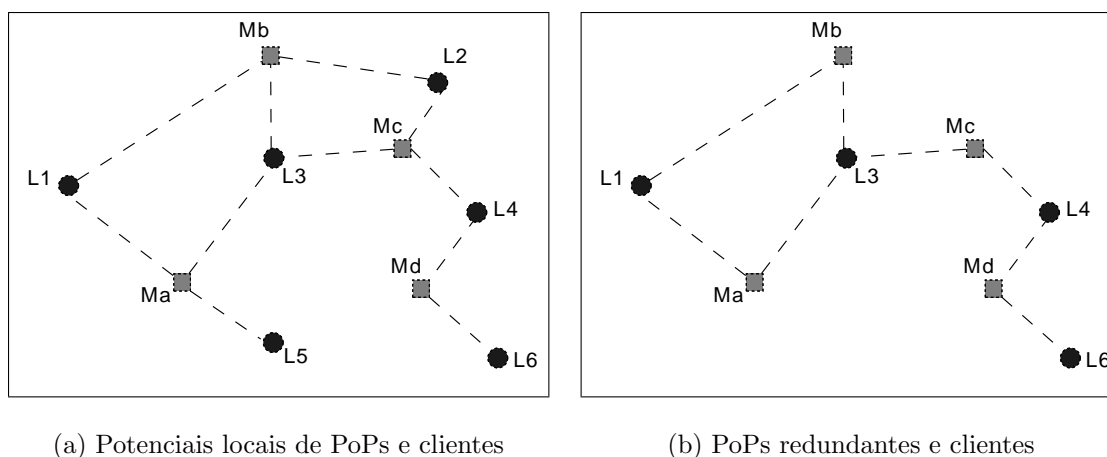 Mb
L2
Mc
L1
L3
L4
Md
Ma
L5
L6
(a) Potenciais locais de PoPs e clientes
Mb
Mc
L1
L3
L4
Md
Ma
L6
(b) PoPs redundantes e clientes